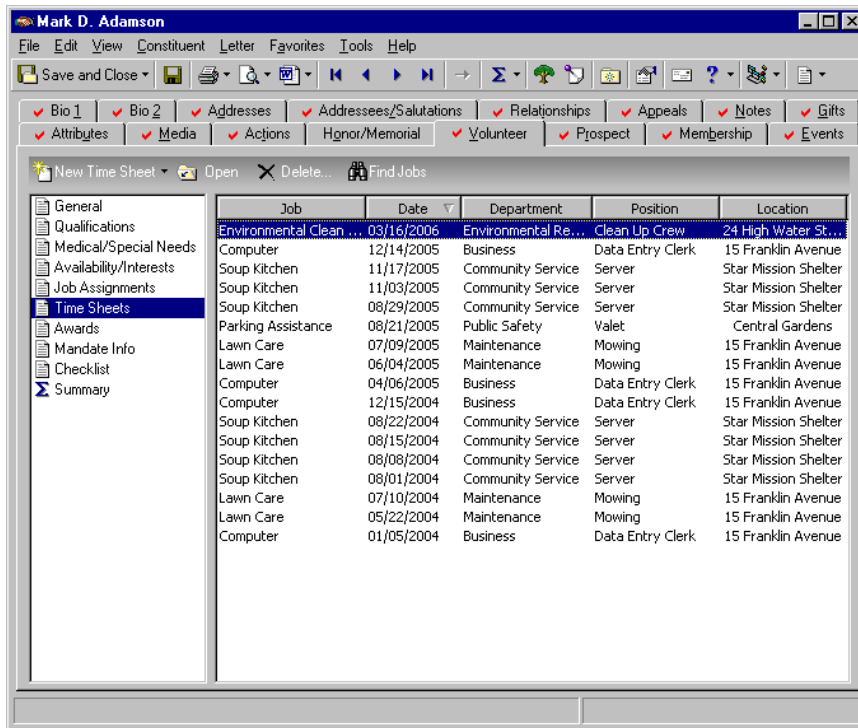 Mark D. Adamson
File Edit View Constituent Letter Favorites Tools Help
Save and Close
Bio 1 Bio 2 Addresses Addressees/Salutations Relationships Appeals Notes Gifts
Attributes Media Actions Honor/Memorial Volunteer Prospect Membership Events
New Time Sheet Open Delete... Find Jobs
General
Qualifications
Medical/Special Needs
Availability/Interests
Job Assignments
Time Sheets
Awards
Mandate Info
Checklist
Summary
Job Date Department Position Location
Environmental Clean ... 03/16/2006 Environmental Re... Clean Up Crew 24 High Water St...
Computer 12/14/2005 Business Data Entry Clerk 15 Franklin Avenue
Soup Kitchen 11/17/2005 Community Service Server Star Mission Shelter
Soup Kitchen 11/03/2005 Community Service Server Star Mission Shelter
Soup Kitchen 08/29/2005 Community Service Server Star Mission Shelter
Parking Assistance 08/21/2005 Public Safety Valet Central Gardens
Lawn Care 07/09/2005 Maintenance Mowing 15 Franklin Avenue
Lawn Care 06/04/2005 Maintenance Mowing 15 Franklin Avenue
Computer 04/06/2005 Business Data Entry Clerk 15 Franklin Avenue
Computer 12/15/2004 Business Data Entry Clerk 15 Franklin Avenue
Soup Kitchen 08/22/2004 Community Service Server Star Mission Shelter
Soup Kitchen 08/15/2004 Community Service Server Star Mission Shelter
Soup Kitchen 08/08/2004 Community Service Server Star Mission Shelter
Soup Kitchen 08/01/2004 Community Service Server Star Mission Shelter
Lawn Care 07/10/2004 Maintenance Mowing 15 Franklin Avenue
Lawn Care 05/22/2004 Maintenance Mowing 15 Franklin Avenue
Computer 01/05/2004 Business Data Entry Clerk 15 Franklin Avenue